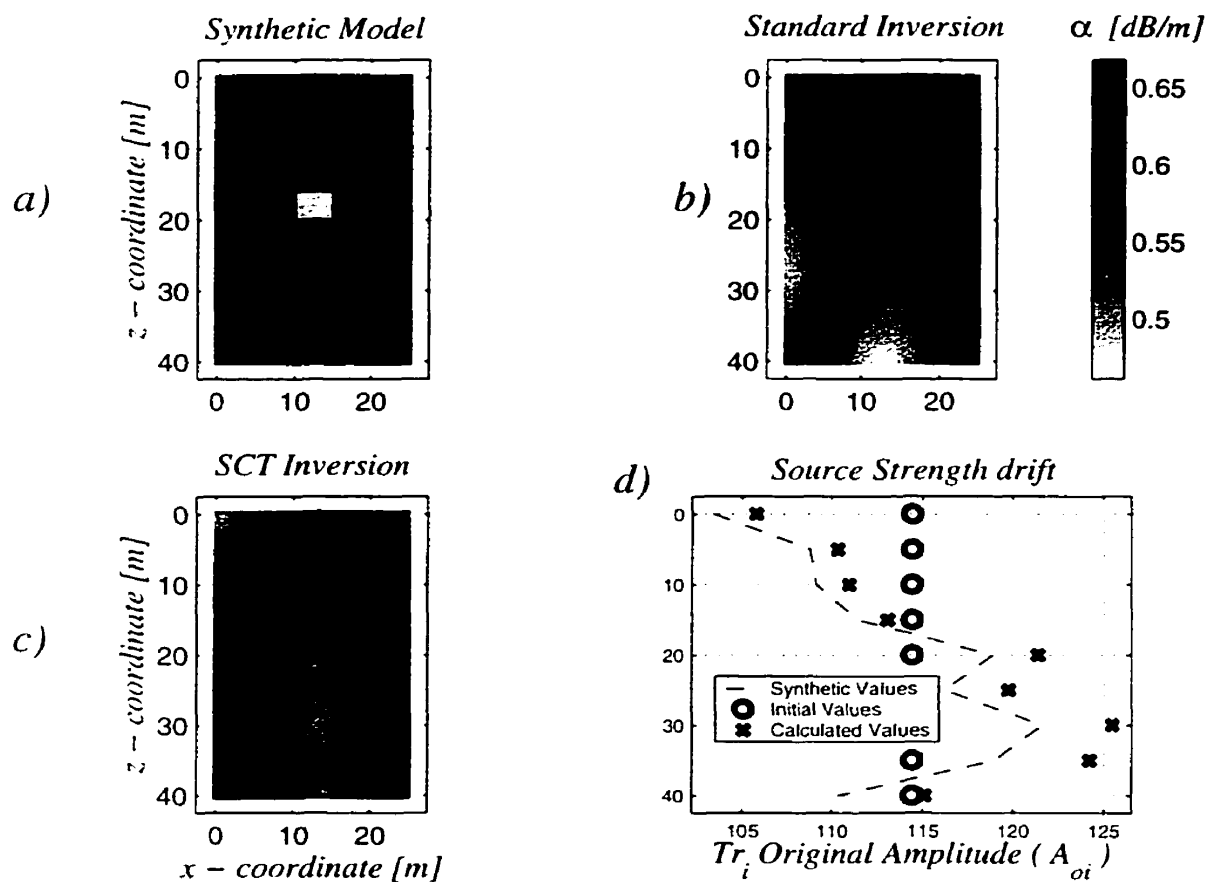 Synthetic Model
Standard Inversion
α [dB/m]
a)
z - coordinate [m]
0
10
20
30
40
0 10 20
b)
0
10
20
30
40
0 10 20
0.65
0.6
0.55
0.5
SCT Inversion
c)
z - coordinate [m]
0
10
20
30
40
0 10 20
x - coordinate [m]
d)
Source Strength drift
0
10
20
30
40
Synthetic Values
Initial Values
Calculated Values
105 110 115 120 125
Tr_i Original Amplitude ( A_oi )